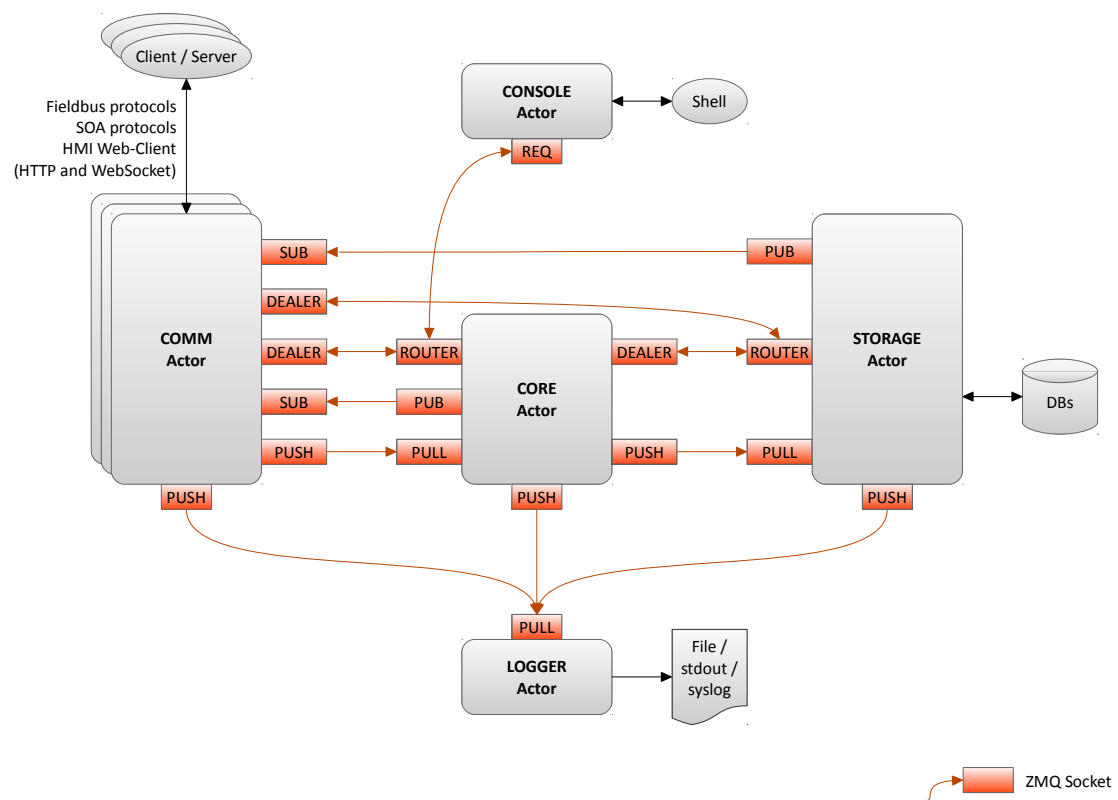 Client / Server
Fieldbus protocols
SOA protocols
HMI Web-Client
(HTTP and WebSocket)
CONSOLE
Actor
Shell
REQ
SUB
PUB
DEALER
COMM
Actor
DEALER
ROUTER
CORE
Actor
DEALER
ROUTER
STORAGE
Actor
SUB
PUB
DBs
PUSH
PULL
PUSH
PULL
PUSH
PUSH
PUSH
PULL
LOGGER
Actor
File /
stdout /
syslog
ZMQ Socket